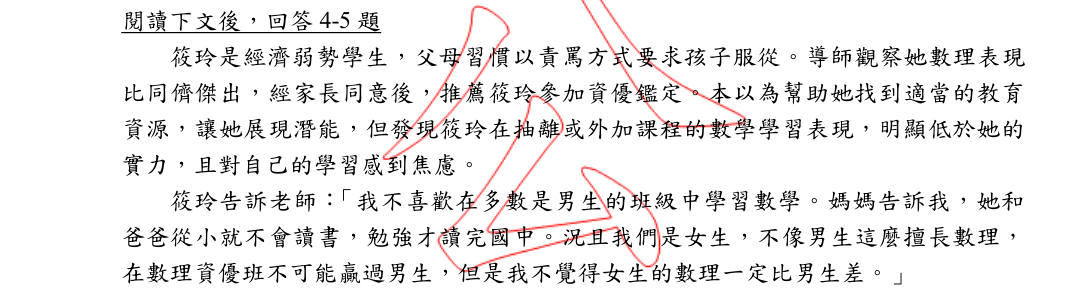 閱讀下文後，回答 4-5 題
筱玲是經濟弱勢學生，父母習慣以責罵方式要求孩子服從。導師觀察她數理表現
比同儕傑出，經家長同意後，推薦筱玲參加資優鑑定。本以為幫助她找到適當的教育
資源，讓她展現潛能，但發現筱玲在抽離或外加課程的數學學習表現，明顯低於她的
實力，且對自己的學習感到焦慮。
筱玲告訴老師：「我不喜歡在多數是男生的班級中學習數學。媽媽告訴我，她和
爸爸從小就不會讀書，勉強才讀完國中。況且我們是女生，不像男生這麼擅長數理，
在數理資優班不可能贏過男生，但是我不覺得女生的數理一定比男生差。」